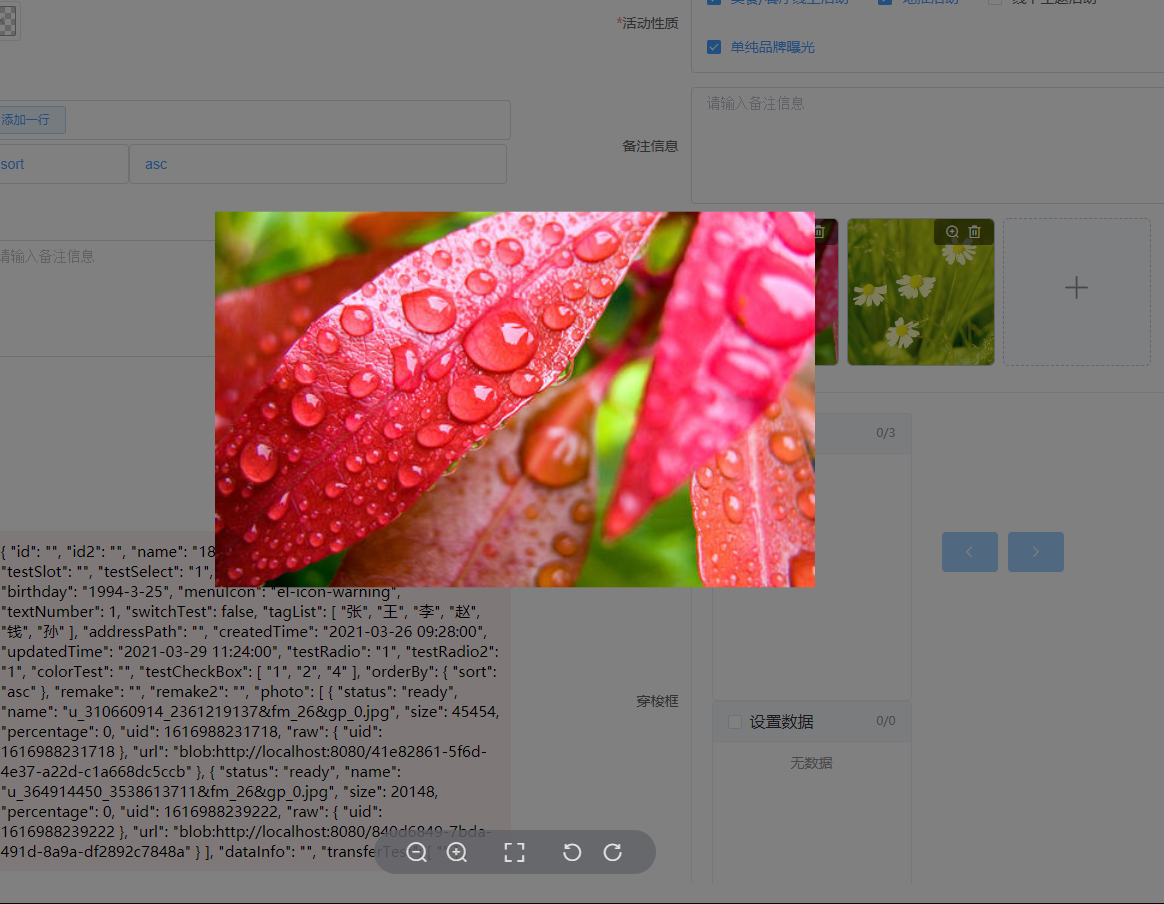 *活动性质
单纯品牌曝光
添加一行
请输入备注信息
备注信息
sort
asc
请输入备注信息
0/3
{ "id": "", "id2": "", "name": "18
"testSlot": "", "testSelect": "1",
"birthday": "1994-3-25", "menuIcon": "el-icon-warning",
"textNumber": 1, "switchTest": false, "tagList": [ "张", "王", "李", "赵",
"钱", "孙" ], "addressPath": "", "createdTime": "2021-03-26 09:28:00",
"updatedTime": "2021-03-29 11:24:00", "testRadio": "1", "testRadio2":
"1", "colorTest": "", "testCheckBox": [ "1", "2", "4" ], "orderBy": { "sort":
"asc" }, "remake": "", "remake2": "", "photo": [ { "status": "ready",
"name": "u_310660914_2361219137&fm_26&gp_0.jpg", "size": 45454,
"percentage": 0, "uid": 1616988231718, "raw": { "uid":
1616988231718 }, "url": "blob:http://localhost:8080/41e82861-5f6d-
4e37-a22d-c1a668dc5ccb" }, { "status": "ready", "name":
"u_364914450_3538613711&fm_26&gp_0.jpg", "size": 20148,
"percentage": 0, "uid": 1616988239222, "raw": { "uid":
1616988239222 }, "url": "blob:http://localhost:8080/840d6849-7bda-
491d-8a9a-df2892c7848a" } ], "dataInfo": "",
穿梭框
设置数据
0/0
无数据